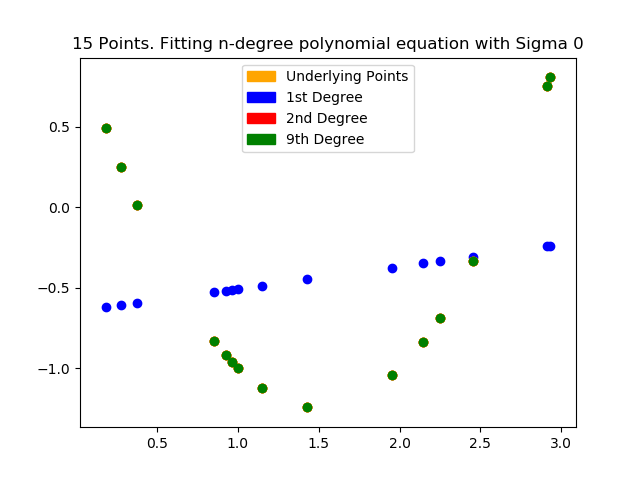 15 Points. Fitting n-degree polynomial equation with Sigma 0
Underlying Points
1st Degree
2nd Degree
9th Degree
0.5
0.0
−0.5
−1.0
0.5 1.0 1.5 2.0 2.5 3.0